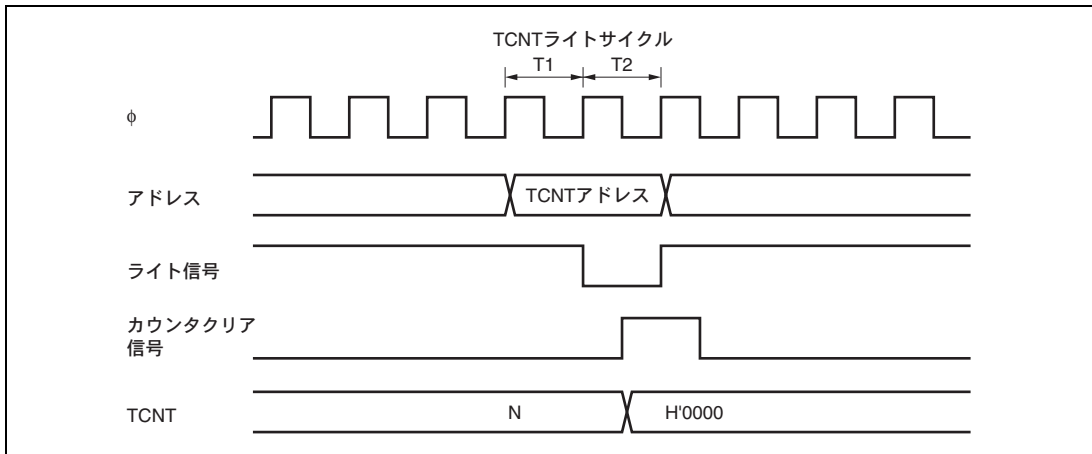 TCNTライトサイクル
T1 T2
φ
アドレス
TCNTアドレス
ライト信号
カウンタクリア
信号
TCNT
N
H'0000